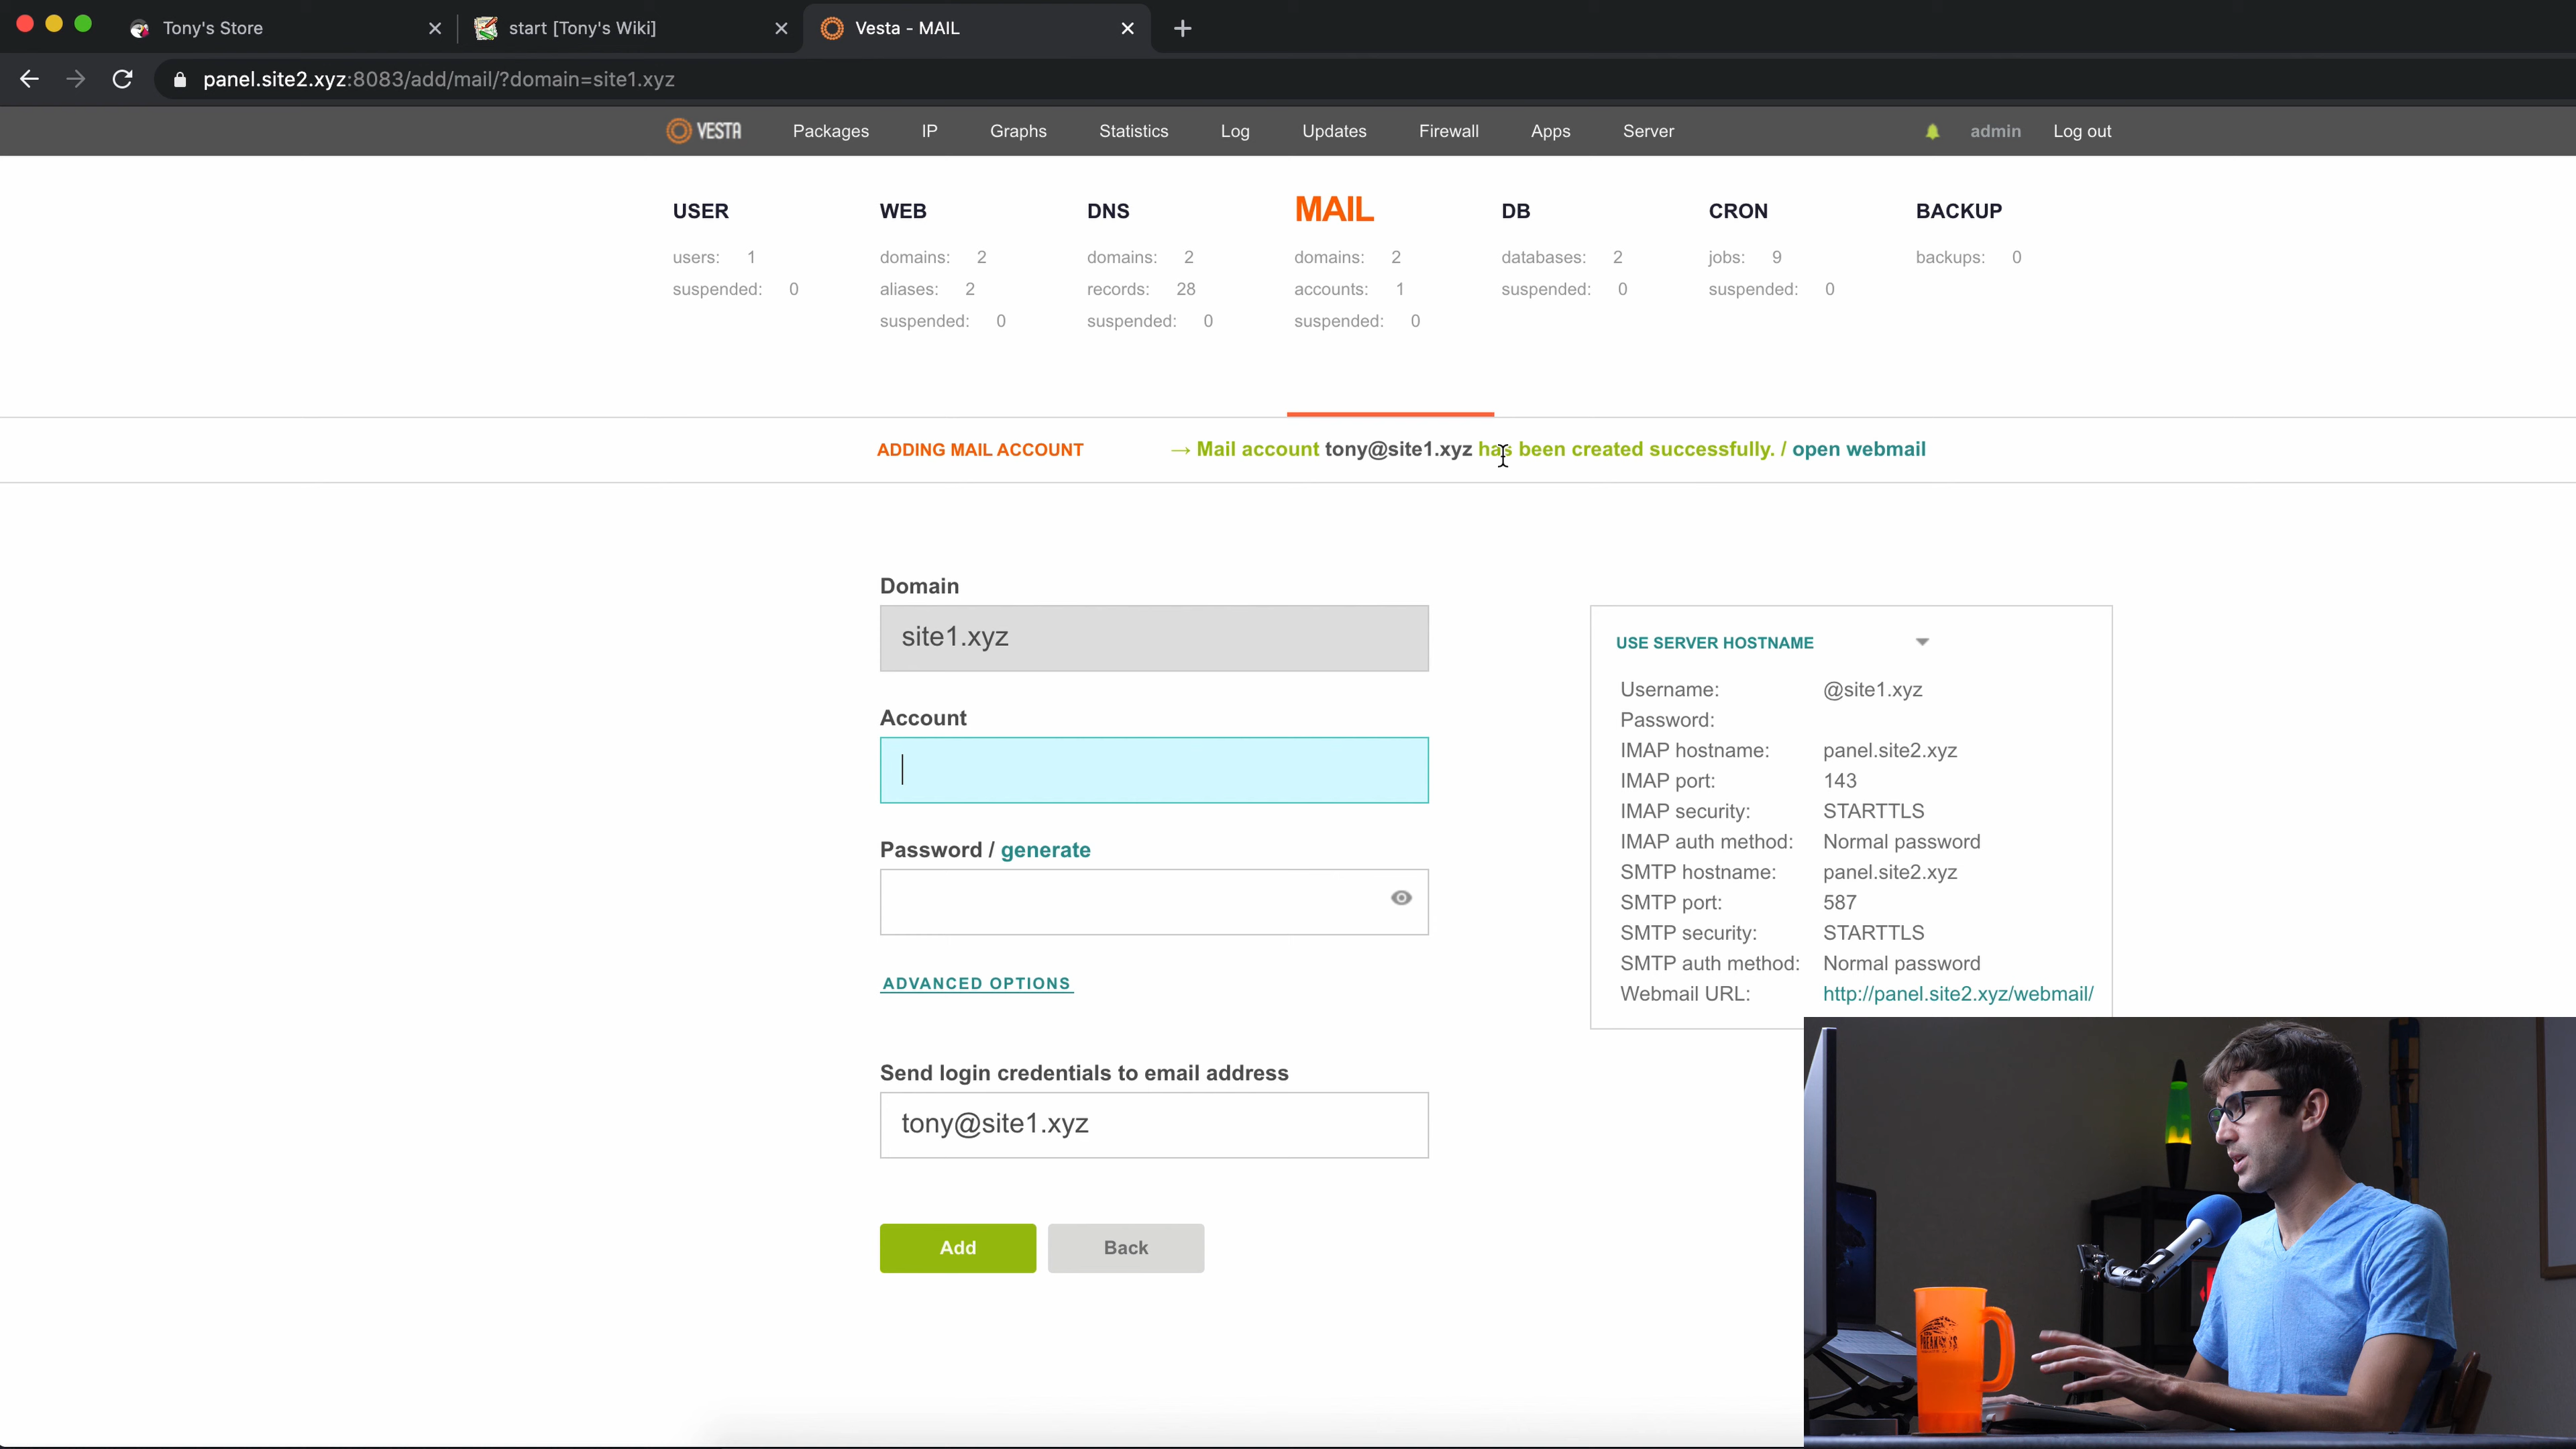 Tony's Store
start [Tony's Wiki]
Vesta - MAIL
panel.site2.xyz:8083/add/mail/?domain=site1.xyz
VESTA Packages IP Graphs Statistics Log Updates Firewall Apps Server admin Log out
USER WEB DNS MAIL DB CRON BACKUP
users: 1 domains: 2 domains: 2 domains: 2 databases: 2 jobs: 9 backups: 0
suspended: 0 aliases: 2 records: 28 accounts: 1 suspended: 0 suspended: 0
suspended: 0 suspended: 0 suspended: 0
ADDING MAIL ACCOUNT → Mail account tony@site1.xyz has been created successfully. / open webmail
Domain
site1.xyz
Account
Password / generate
ADVANCED OPTIONS
Send login credentials to email address
tony@site1.xyz
Add Back
USE SERVER HOSTNAME
Username: @site1.xyz
Password:
IMAP hostname: panel.site2.xyz
IMAP port: 143
IMAP security: STARTTLS
IMAP auth method: Normal password
SMTP hostname: panel.site2.xyz
SMTP port: 587
SMTP security: STARTTLS
SMTP auth method: Normal password
Webmail URL: http://panel.site2.xyz/webmail/